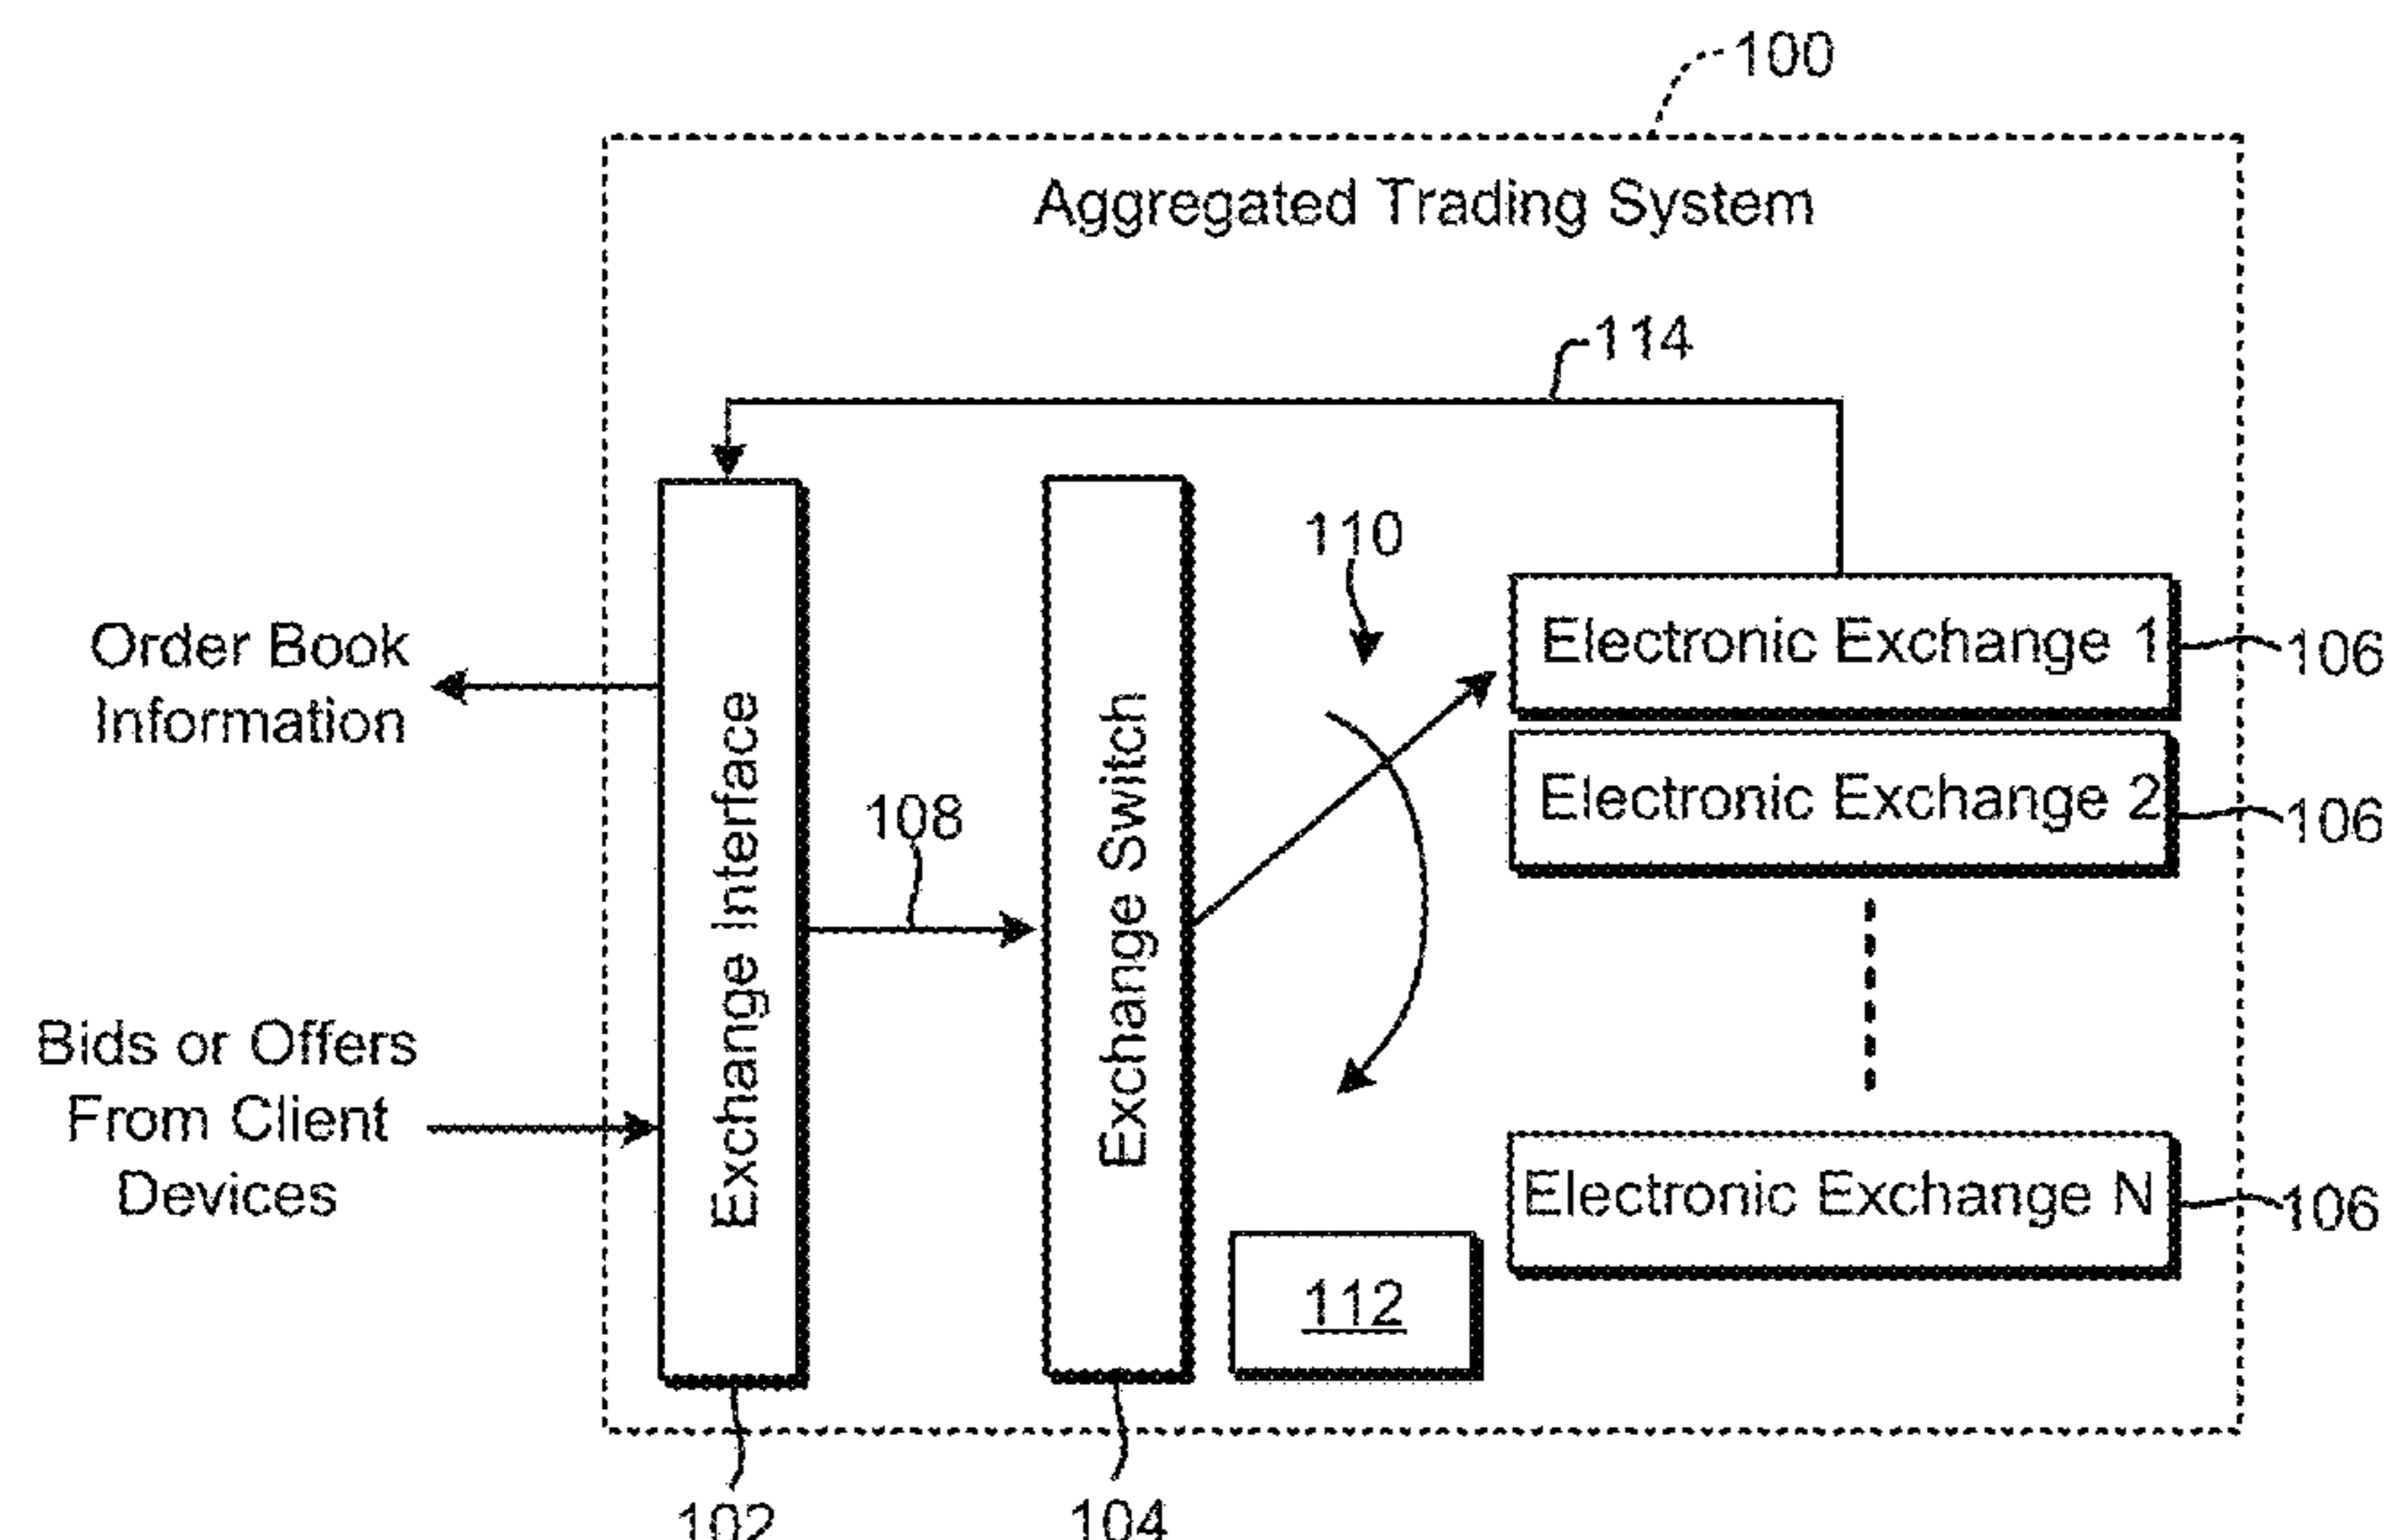 100
Aggregated Trading System
114
110
Order Book
Information
Electronic Exchange 1
106
Electronic Exchange 2
106
108
Exchange Interface
Exchange Switch
Bids or Offers
From Client
Devices
Electronic Exchange N
106
112
102
104